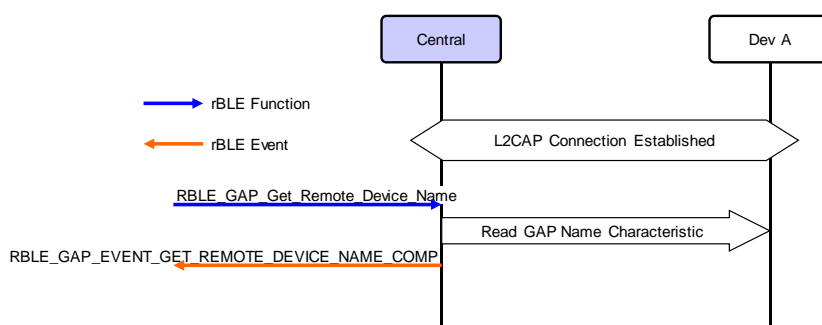 Central
Dev A
rBLE Function
rBLE Event
L2CAP Connection Established
RBLE_GAP_Get_Remote_Device_Name
Read GAP Name Characteristic
RBLE_GAP_EVENT_GET_REMOTE_DEVICE_NAME_COMP